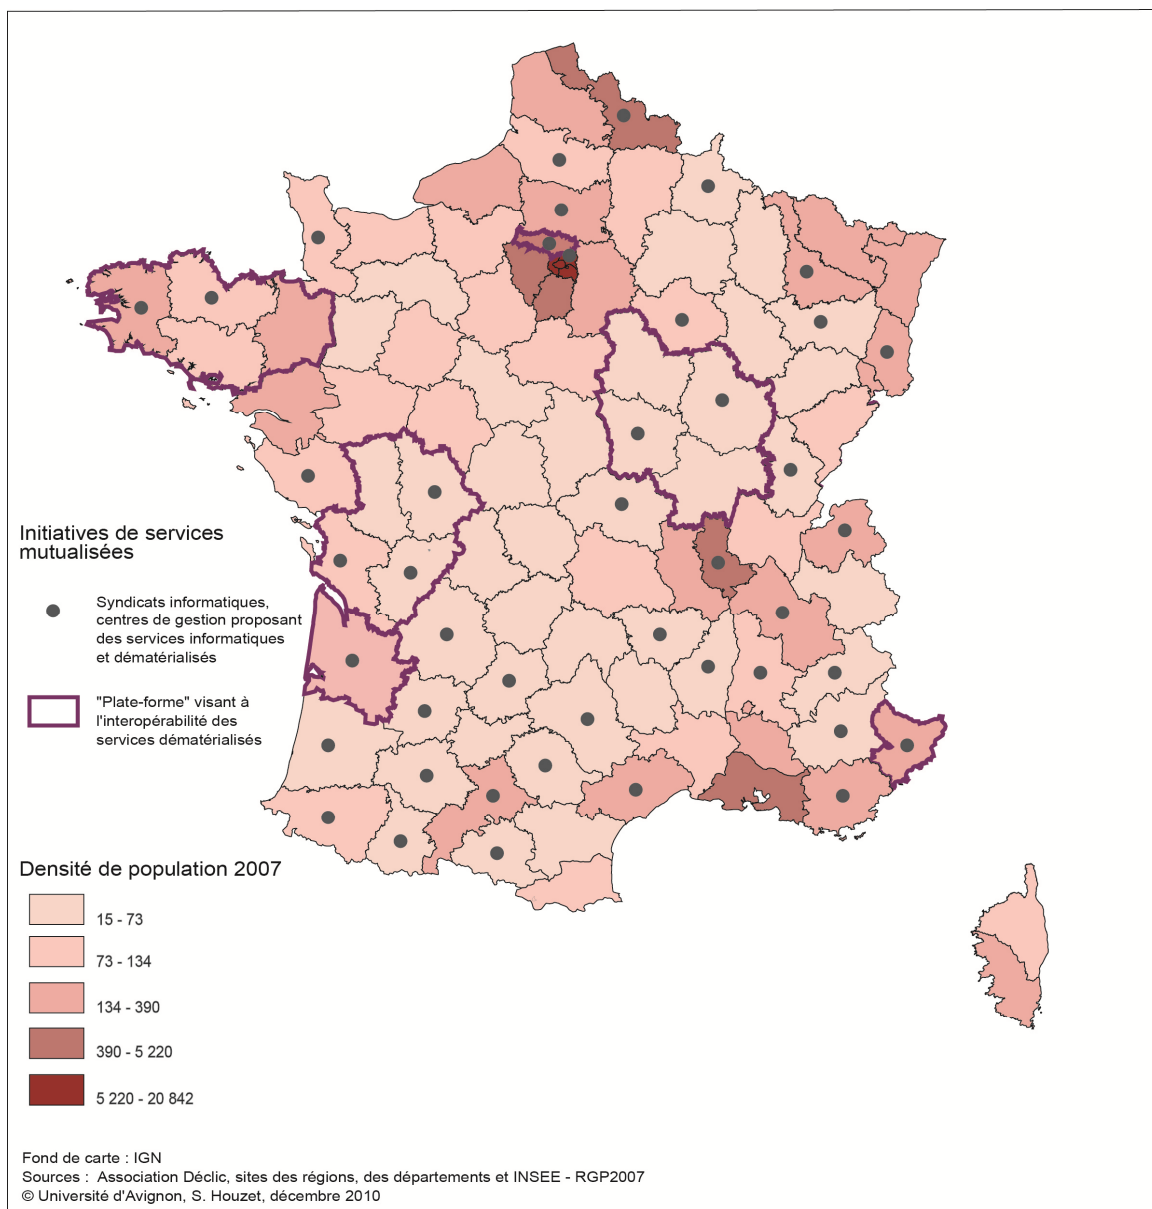 Initiatives de services
mutualisées
Syndicats informatiques,
centres de gestion proposant
des services informatiques
et dématérialisés
"Plate-forme" visant à
l'interopérabilité des
services dématérialisés
Densité de population 2007
15 - 73
73 - 134
134 - 390
390 - 5 220
5 220 - 20 842
Fond de carte : IGN
Sources : Association Déclic, sites des régions, des départements et INSEE - RGP2007
© Université d'Avignon, S. Houzet, décembre 2010